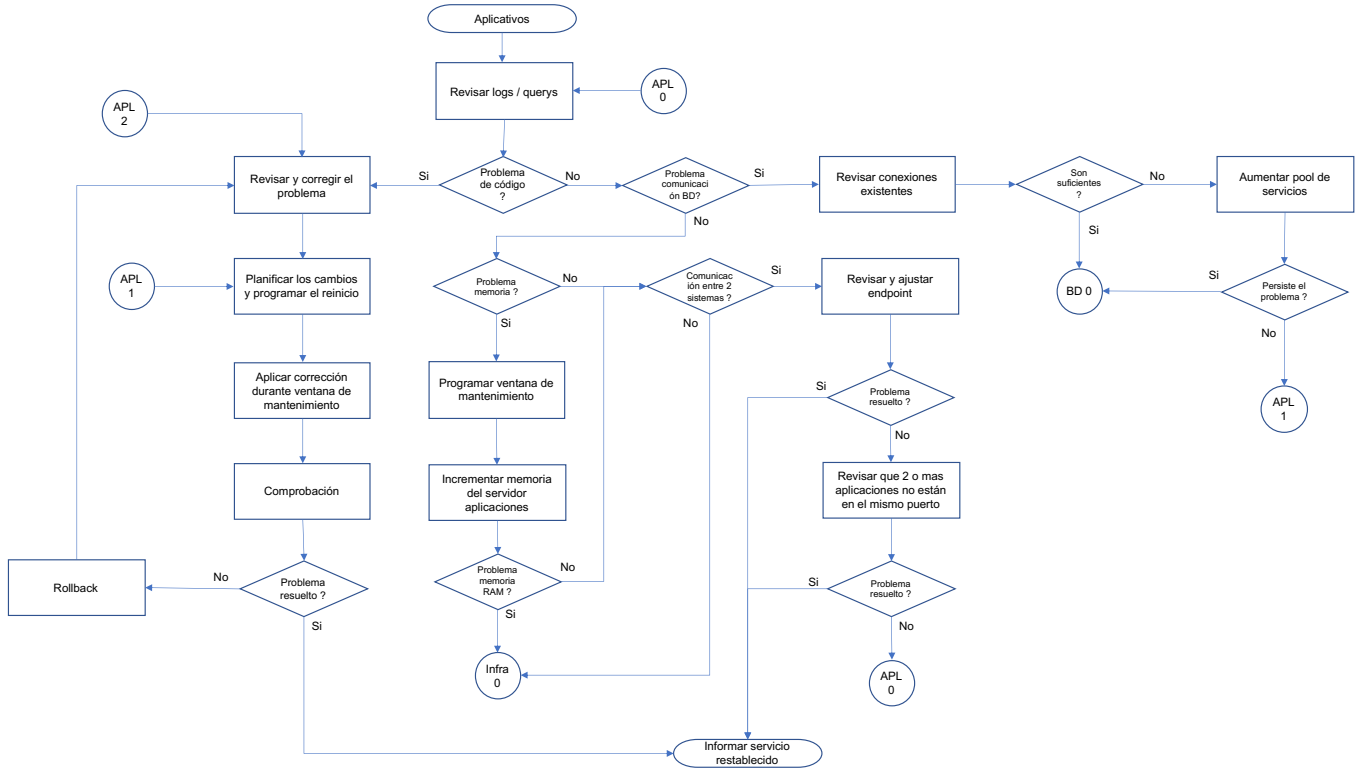 Aplicativos
Revisar logs / querys
APL
0
APL
2
Revisar y corregir el
problema
Si
Problema
de código
?
No
Problema
comunicaci
ón BD?
Si
Revisar conexiones
existentes
Son
suficientes
?
No
Aumentar pool de
servicios
No
Si
APL
1
Planificar los cambios
y programar el reinicio
Problema
memoria ?
No
Comunicac
ión entre 2
sistemas ?
Si
Revisar y ajustar
endpoint
BD 0
Si
Persiste el
problema ?
Si
No
No
Aplicar corrección
durante ventana de
mantenimiento
Programar ventana de
mantenimiento
Si
Problema
resuelto ?
APL
1
No
Comprobación
Incrementar memoria
del servidor
aplicaciones
Revisar que 2 o mas
aplicaciones no están
en el mismo puerto
Rollback
No
Problema
resuelto ?
Problema
memoria
RAM ?
No
Si
Problema
resuelto ?
Si
Si
No
Infra
0
APL
0
Informar servicio
restablecido